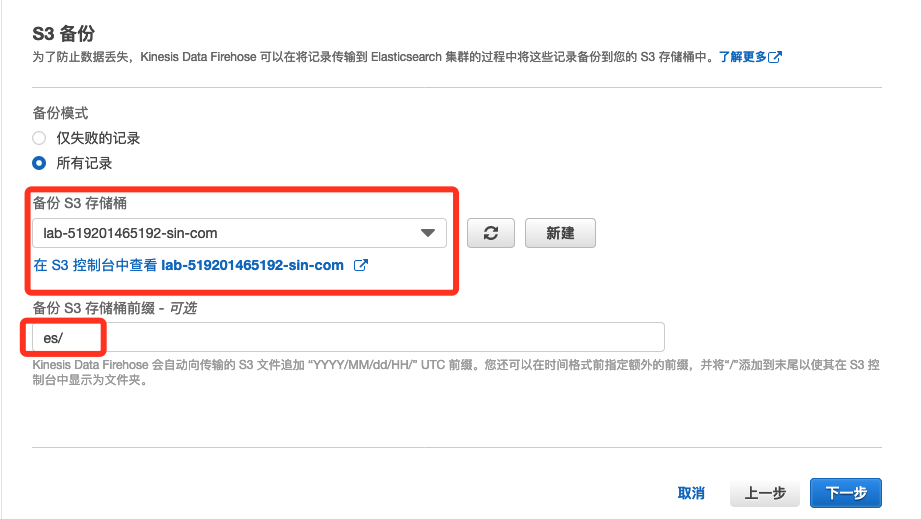 S3 备份
为了防止数据丢失，Kinesis Data Firehose 可以在将记录传输到 Elasticsearch 集群的过程中将这些记录备份到您的 S3 存储桶中。了解更多
备份模式
仅失败的记录
所有记录
备份 S3 存储桶
lab-519201465192-sin-com
新建
在 S3 控制台中查看 lab-519201465192-sin-com
备份 S3 存储桶前缀 - 可选
es/
Kinesis Data Firehose 会自动向传输的 S3 文件追加 “YYYY/MM/dd/HH/” UTC 前缀。您还可以在时间格式前指定额外的前缀，并将“/”添加到末尾以使其在 S3 控
制台中显示为文件夹。
取消
上一步
下一步